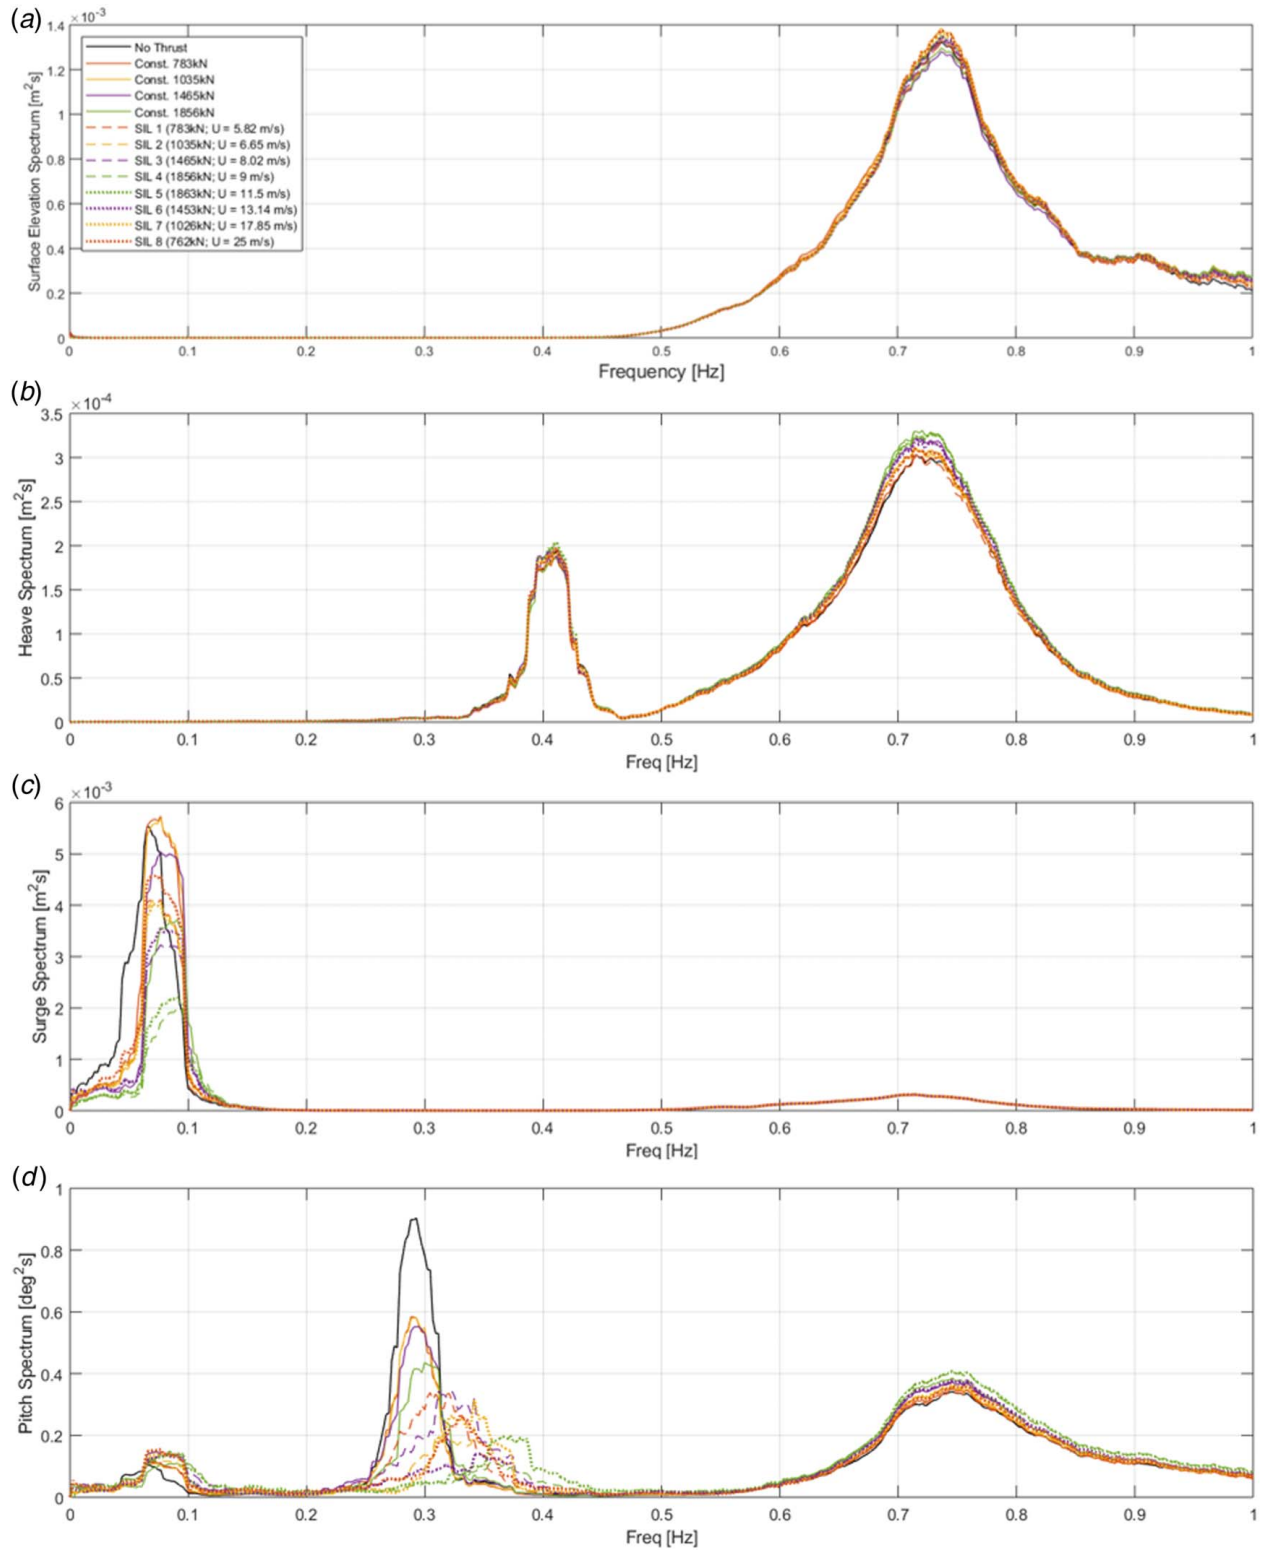 (a)
×10⁻³
1.4
1.2
1
0.8
0.6
0.4
0.2
0
Surface Elevation Spectrum [m²s]
No Thrust
Const. 783kN
Const. 1035kN
Const. 1465kN
Const. 1856kN
SIL 1 (783kN; U = 5.82 m/s)
SIL 2 (1035kN; U = 6.65 m/s)
SIL 3 (1465kN; U = 8.02 m/s)
SIL 4 (1856kN; U = 9 m/s)
SIL 5 (1863kN; U = 11.5 m/s)
SIL 6 (1453kN; U = 13.14 m/s)
SIL 7 (1026kN; U = 17.85 m/s)
SIL 8 (762kN; U = 25 m/s)
0 0.1 0.2 0.3 0.4 0.5 0.6 0.7 0.8 0.9 1
Frequency [Hz]
(b)
×10⁻⁴
3.5
3
2.5
2
1.5
1
0.5
0
Heave Spectrum [m²s]
0 0.1 0.2 0.3 0.4 0.5 0.6 0.7 0.8 0.9 1
Freq [Hz]
(c)
×10⁻³
6
5
4
3
2
1
0
Surge Spectrum [m²s]
0 0.1 0.2 0.3 0.4 0.5 0.6 0.7 0.8 0.9 1
Freq [Hz]
(d)
1
0.8
0.6
0.4
0.2
0
Pitch Spectrum [deg²s]
0 0.1 0.2 0.3 0.4 0.5 0.6 0.7 0.8 0.9 1
Freq [Hz]